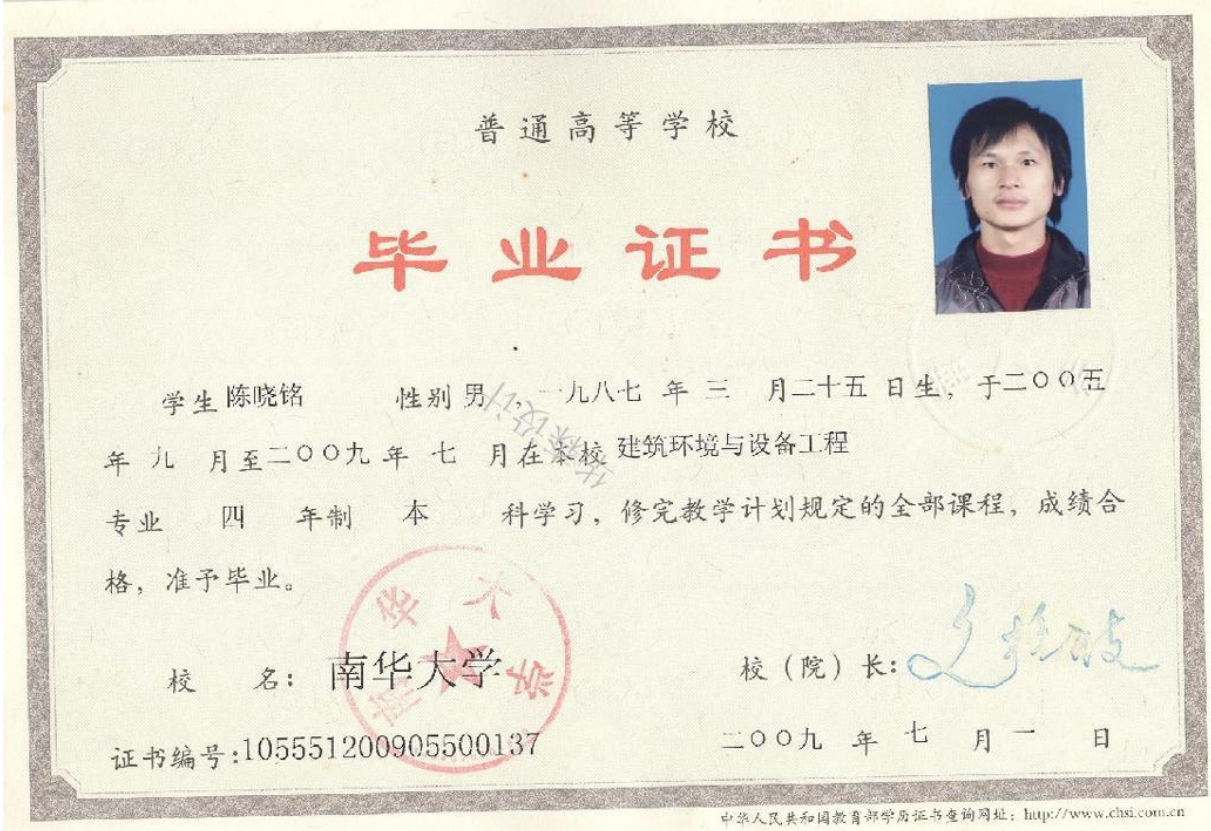 普通高等学校
毕业证书
学生 陈晓铭 性别 男，一九八七 年 三 月二十五 日生，于二〇〇五
年 九 月至二〇〇九 年 七 月在本校 建筑环境与设备工程
专业 四 年制 本 科学习，修完教学计划规定的全部课程，成绩合
格，准予毕业。
南华大学
校 名：南华大学
校（院）长：
证书编号:105551200905500137
二〇〇九 年 七 月 一 日
中华人民共和国教育部学历证书查询网址：http://www.chsi.com.cn